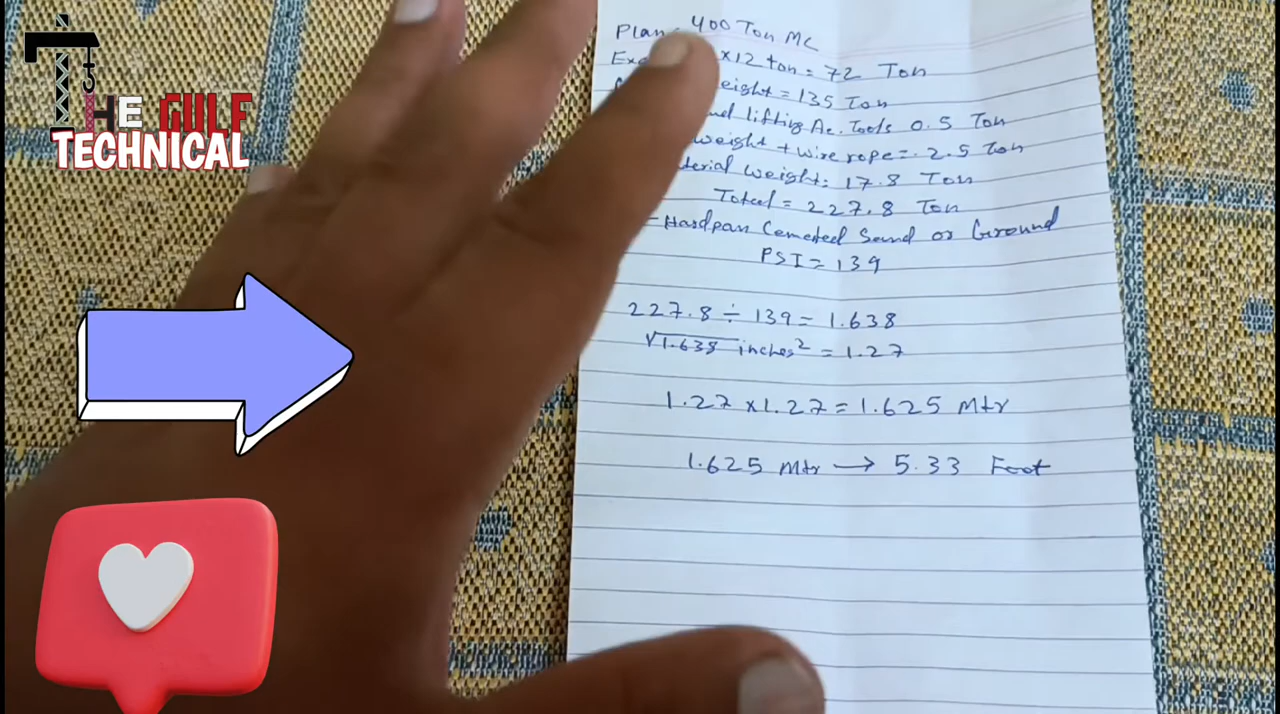 THE GULF
TECHNICAL
Plan 400 Ton MC
x12 ton = 72 Ton
eight = 135 Ton
nd lifting Ac. Tools 0.5 Ton
weight + wire rope = 2.5 Ton
terial weight = 17.8 Ton
Total = 227.8 Ton
- Hardpan Cemented Sand or Ground
PSI = 139
227.8 ÷ 139 = 1.638
√1.638 inches² = 1.27
1.27 x 1.27 = 1.625 Mtr
1.625 Mtr → 5.33 Foot